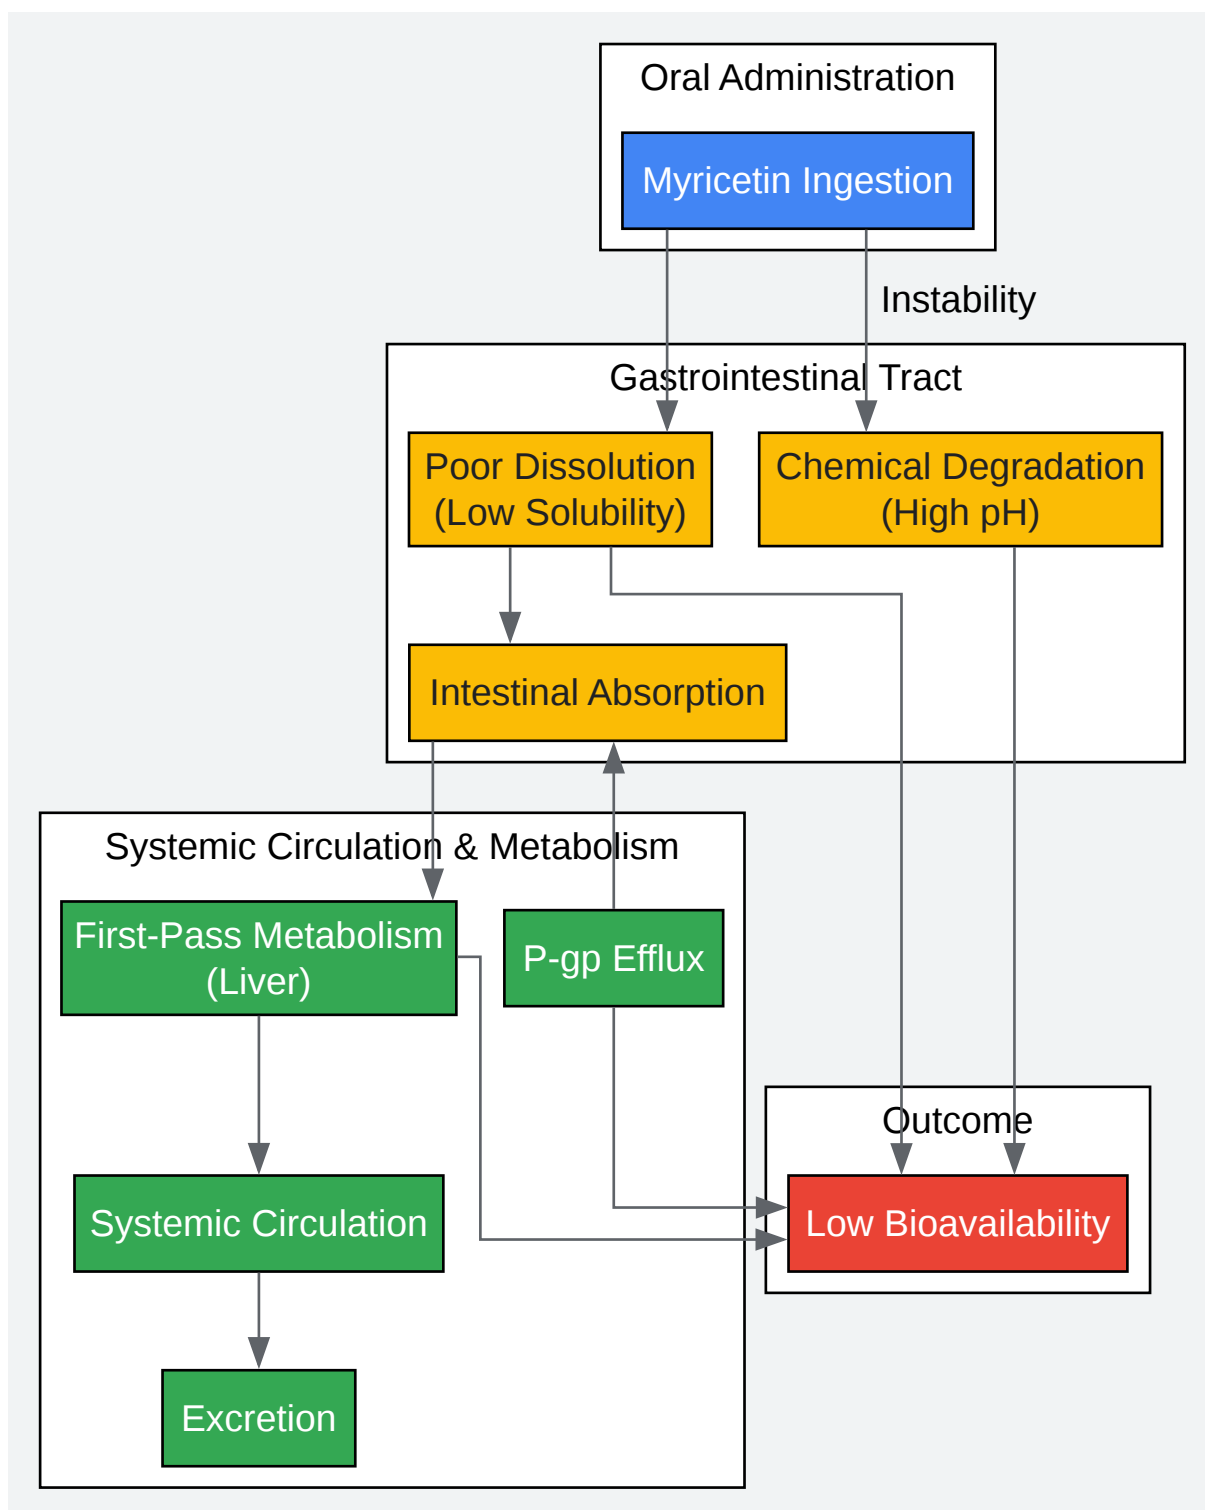 Oral Administration
Myricetin Ingestion
Instability
Gastrointestinal Tract
Poor Dissolution
(Low Solubility)
Chemical Degradation
(High pH)
Intestinal Absorption
Systemic Circulation & Metabolism
First-Pass Metabolism
(Liver)
P-gp Efflux
Outcome
Systemic Circulation
Low Bioavailability
Excretion